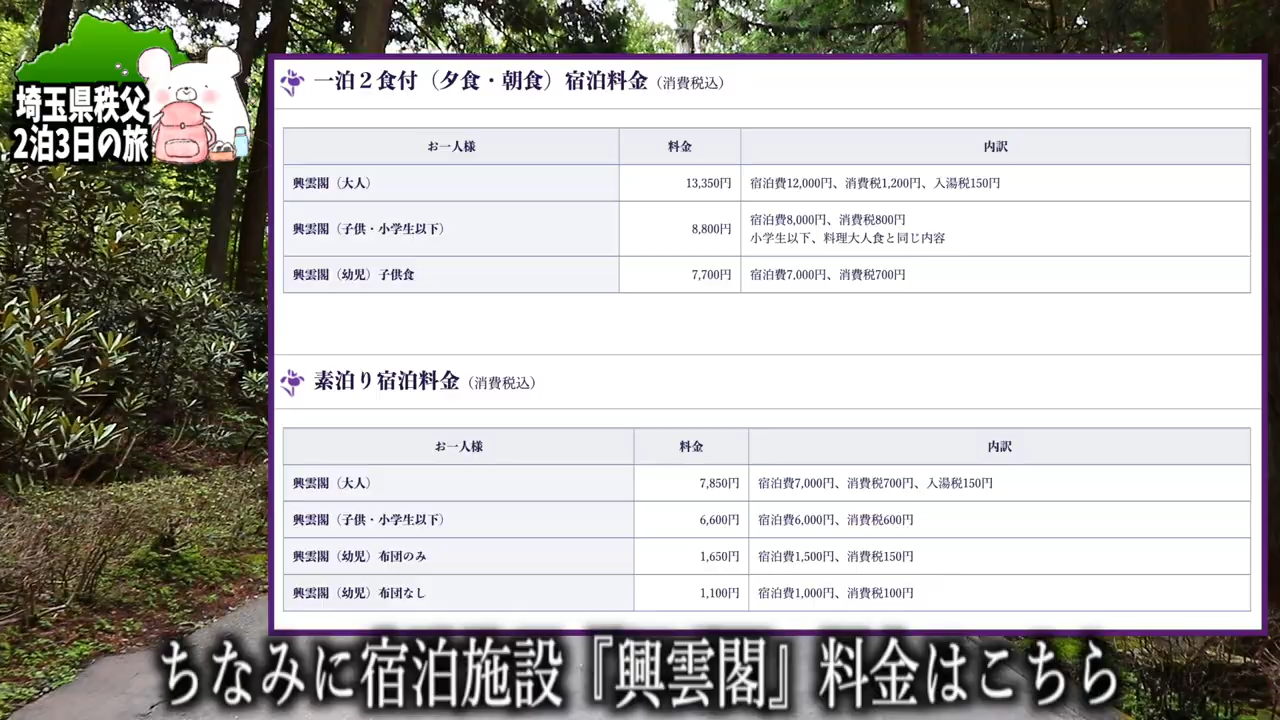 埼玉県秩父
2泊3日の旅
一泊2食付（夕食・朝食）宿泊料金（消費税込）
お一人様 料金 内訳
興雲閣（大人） 13,350円 宿泊費12,000円、消費税1,200円、入湯税150円
興雲閣（子供・小学生以下） 8,800円 宿泊費8,000円、消費税800円
小学生以下、料理大人食と同じ内容
興雲閣（幼児）子供食 7,700円 宿泊費7,000円、消費税700円
素泊り宿泊料金（消費税込）
お一人様 料金 内訳
興雲閣（大人） 7,850円 宿泊費7,000円、消費税700円、入湯税150円
興雲閣（子供・小学生以下） 6,600円 宿泊費6,000円、消費税600円
興雲閣（幼児）布団のみ 1,650円 宿泊費1,500円、消費税150円
興雲閣（幼児）布団なし 1,100円 宿泊費1,000円、消費税100円
ちなみに宿泊施設『興雲閣』料金はこちら